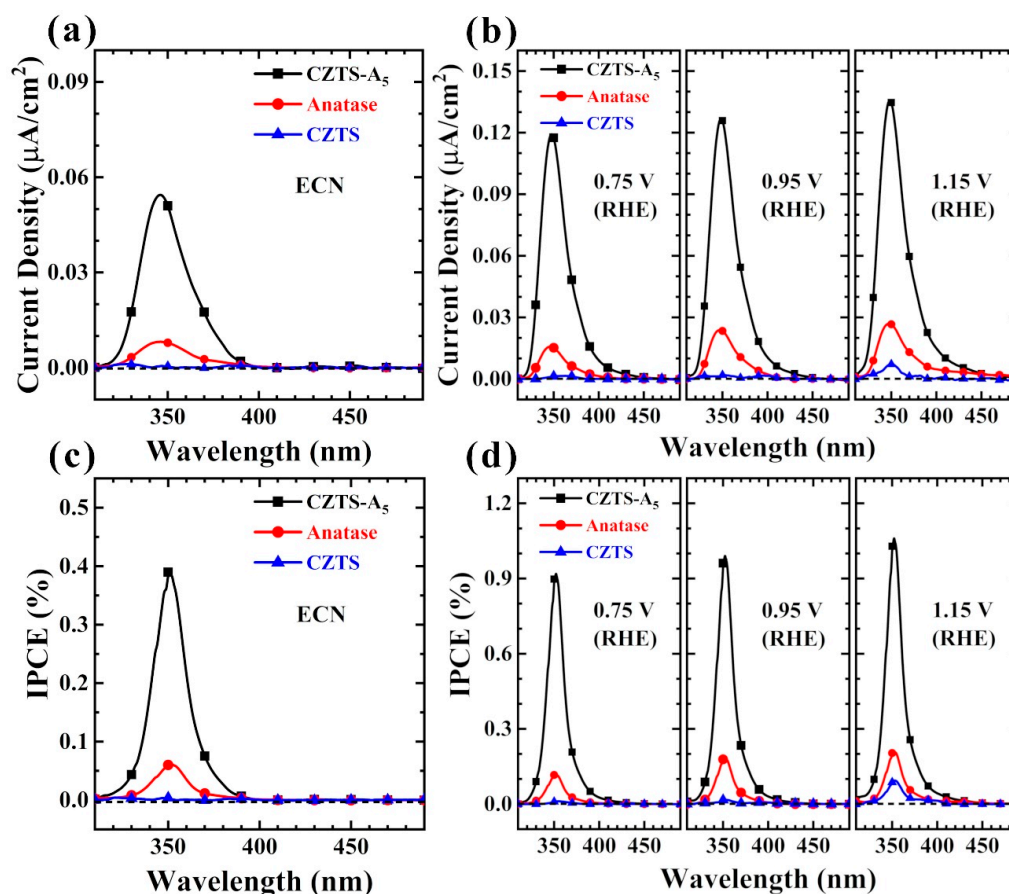 (a)
Current Density (μA/cm²)
0.09
0.06
0.03
0.00
CZTS-A₅
Anatase
CZTS
ECN
350 400 450
Wavelength (nm)
(b)
Current Density (μA/cm²)
0.15
0.12
0.09
0.06
0.03
0.00
CZTS-A₅
Anatase
CZTS
0.75 V
(RHE)
0.95 V
(RHE)
1.15 V
(RHE)
350 400 450 350 400 450 350 400 450
Wavelength (nm)
(c)
IPCE (%)
0.5
0.4
0.3
0.2
0.1
0.0
CZTS-A₅
Anatase
CZTS
ECN
350 400 450
Wavelength (nm)
(d)
IPCE (%)
1.2
0.9
0.6
0.3
0.0
CZTS-A₅
Anatase
CZTS
0.75 V
(RHE)
0.95 V
(RHE)
1.15 V
(RHE)
350 400 450 350 400 450 350 400 450
Wavelength (nm)